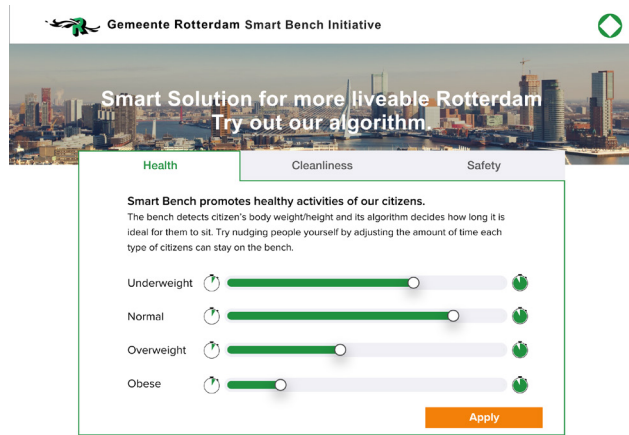 Gemeente Rotterdam Smart Bench Initiative
Smart Solution for more liveable Rotterdam
Try out our algorithm.
Health
Cleanliness
Safety
Smart Bench promotes healthy activities of our citizens.
The bench detects citizen's body weight/height and its algorithm decides how long it is
ideal for them to sit. Try nudging people yourself by adjusting the amount of time each
type of citizens can stay on the bench.
Underweight
Normal
Overweight
Obese
Apply